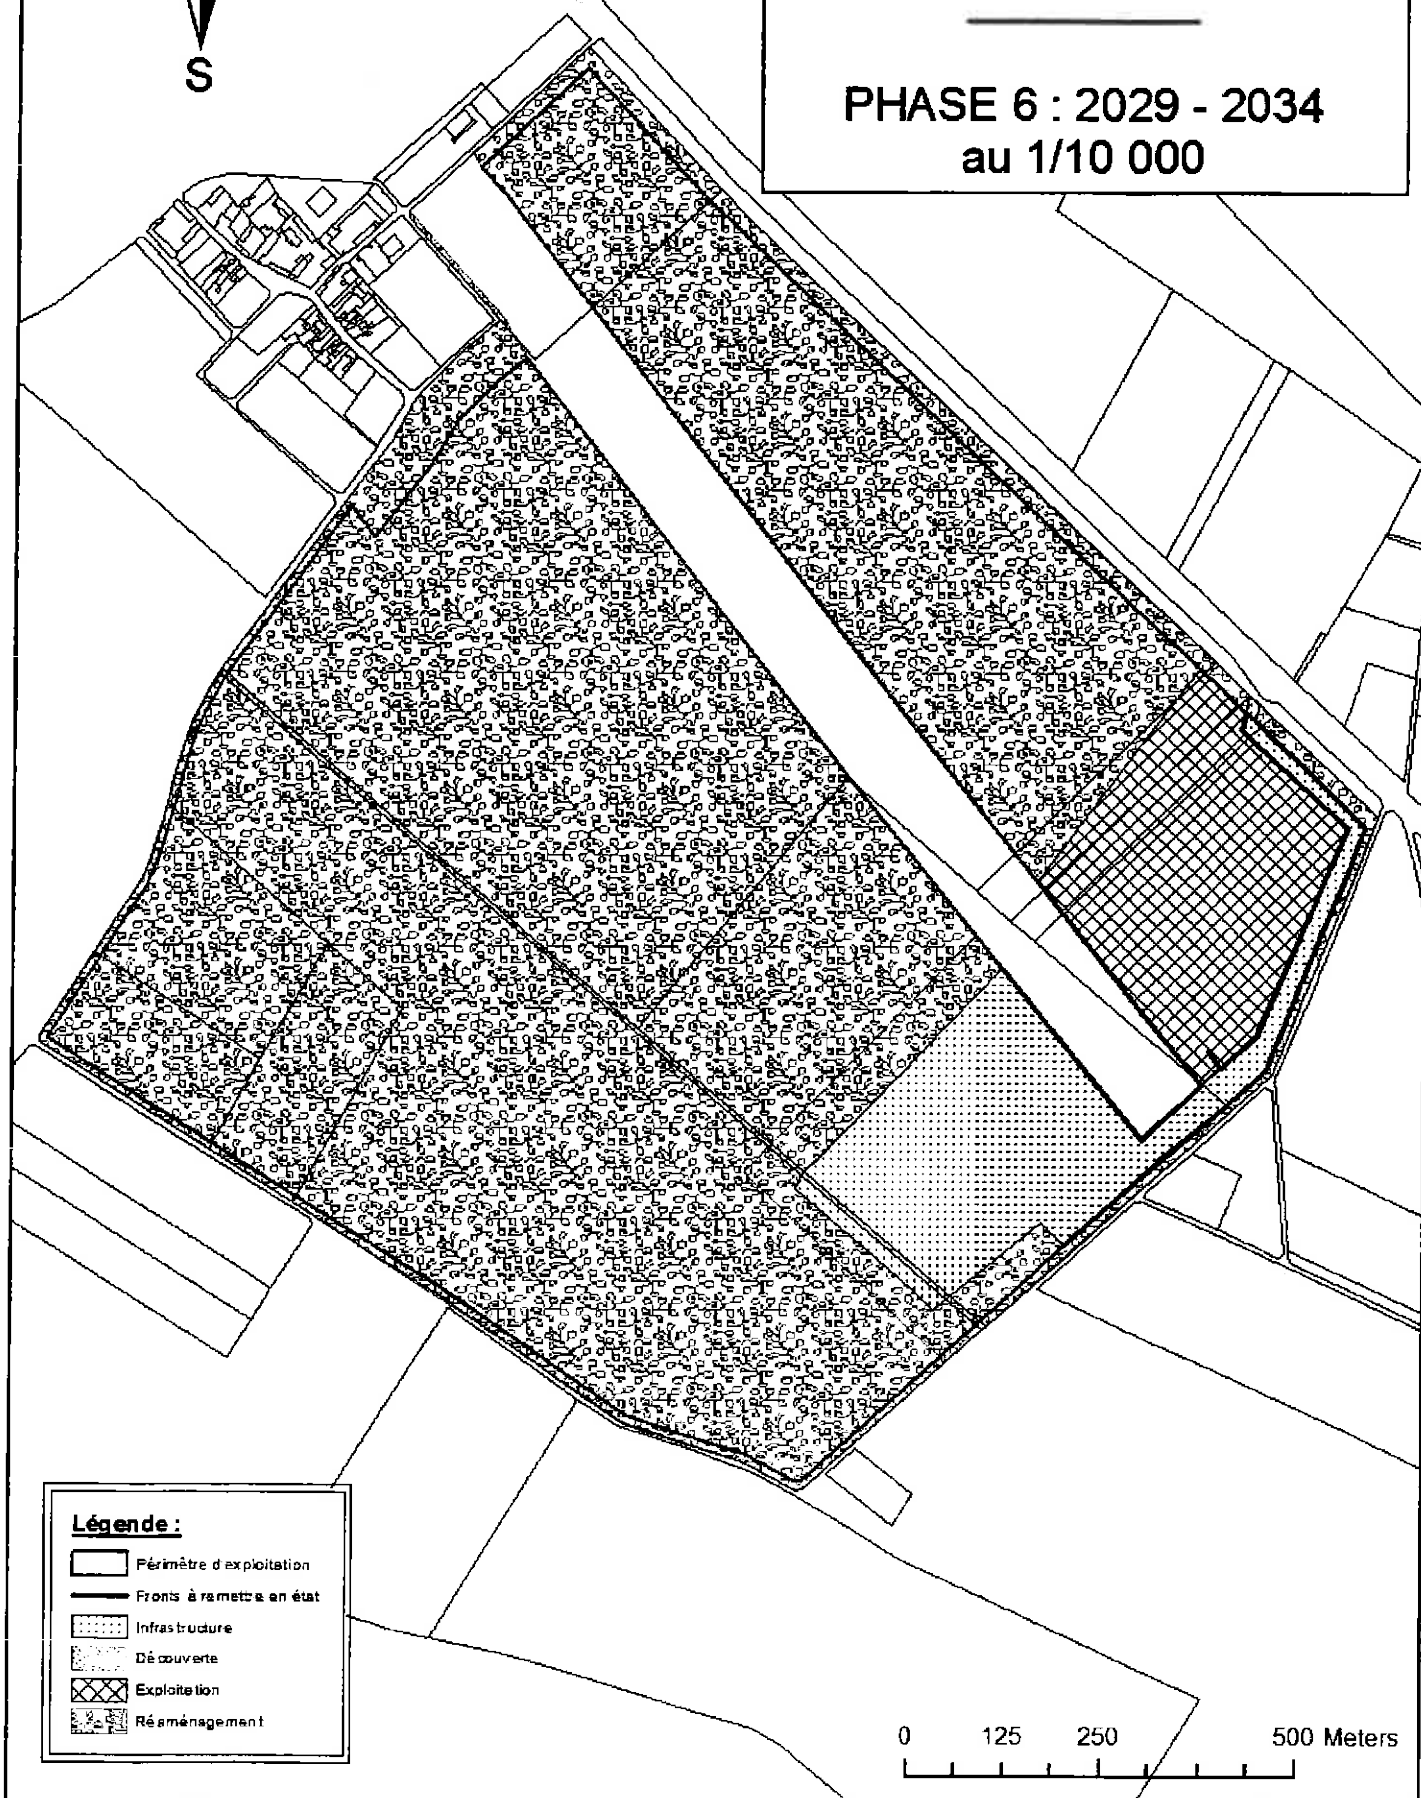 S
PHASE 6 : 2029 - 2034
au 1/10 000
Légende :
Périmètre d'exploitation
Fronts à remettre en état
Infrastructure
Découverte
Exploitation
Réaménagement
0 125 250 500 Meters